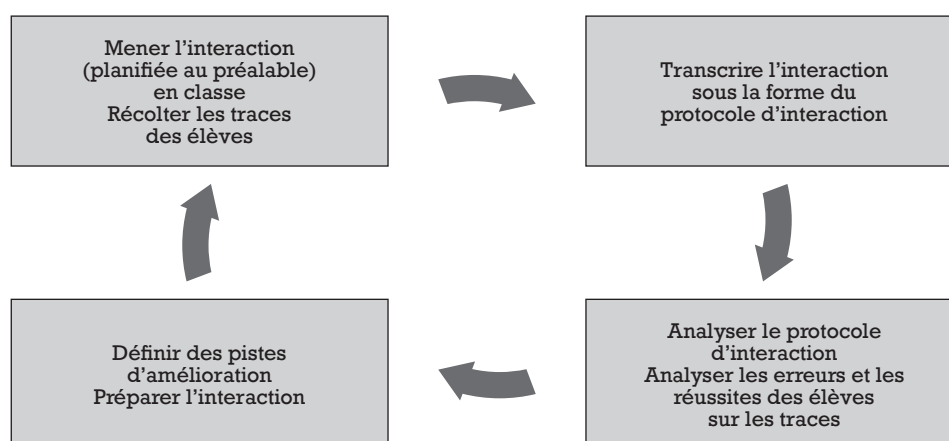 Mener l'interaction
(planifiée au préalable)
en classe
Récolter les traces
des élèves
Transcrire l'interaction
sous la forme du
protocole d'interaction
Définir des pistes
d'amélioration
Préparer l'interaction
Analyser le protocole
d'interaction
Analyser les erreurs et les
réussites des élèves
sur les traces